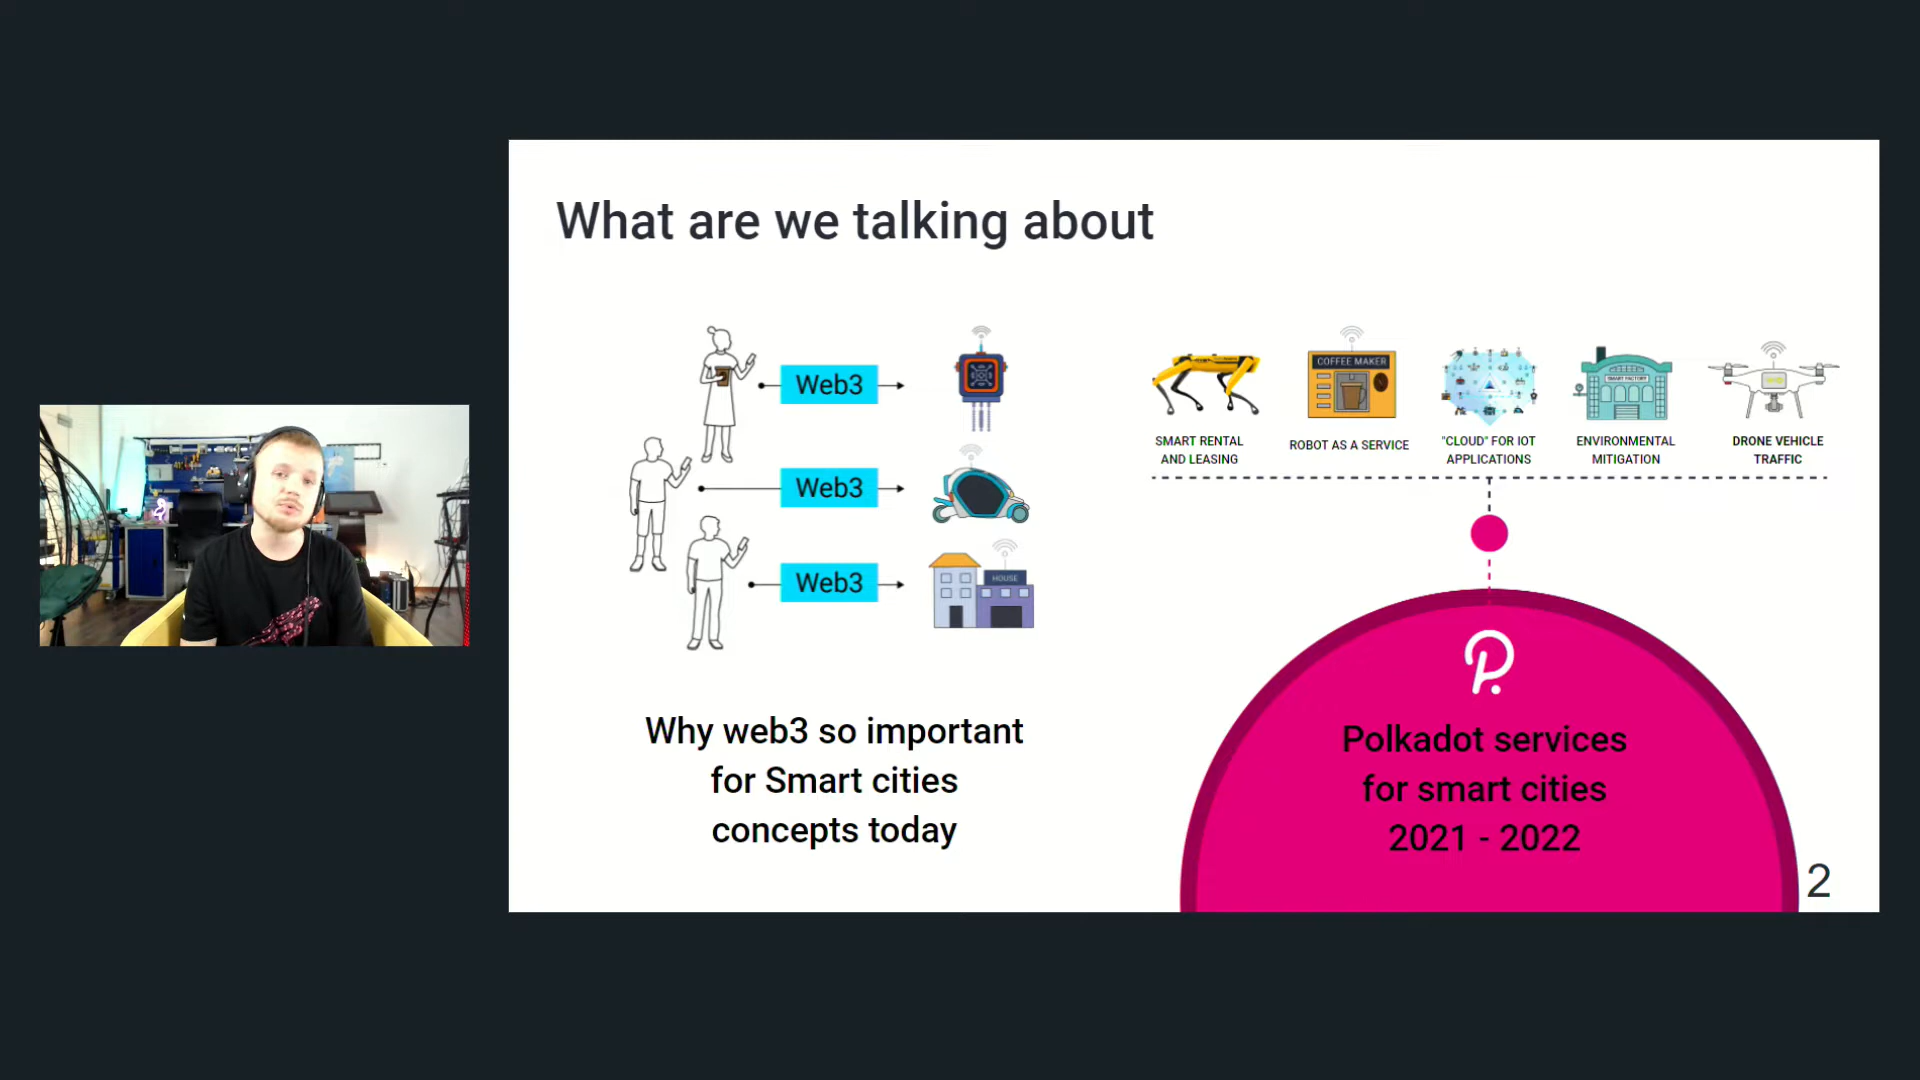 What are we talking about
Web3
Web3
Web3
HOUSE
Why web3 so important
for Smart cities
concepts today
COFFEE MAKER
SMART FACTORY
SMART RENTAL
AND LEASING
ROBOT AS A SERVICE
"CLOUD" FOR IOT
APPLICATIONS
ENVIRONMENTAL
MITIGATION
DRONE VEHICLE
TRAFFIC
Polkadot services
for smart cities
2021 - 2022
2